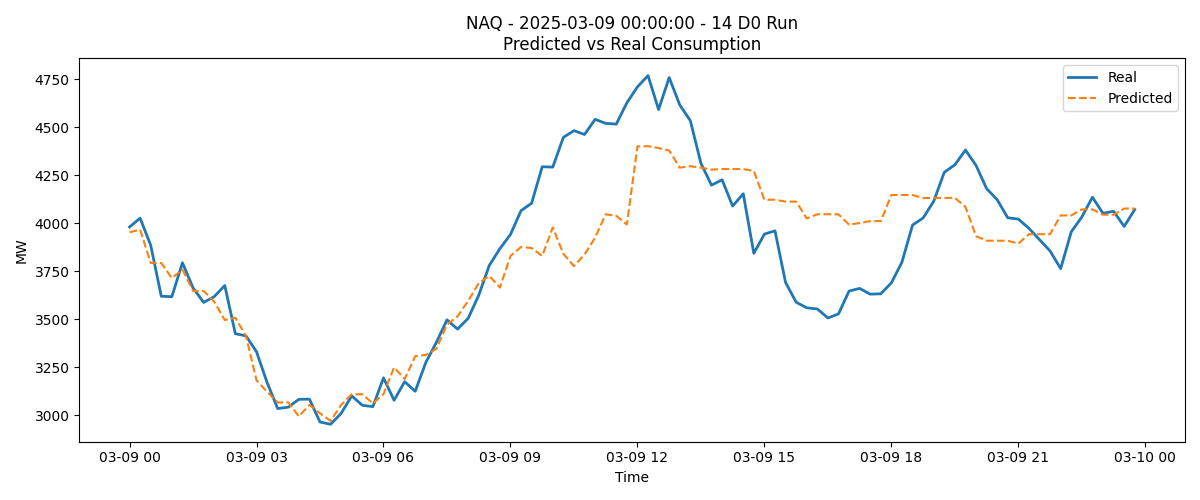 NAQ - 2025-03-09 00:00:00 - 14 D0 Run
Predicted vs Real Consumption
Real
Predicted
4750
4500
4250
4000
3750
3500
3250
3000
MW
03-09 00
03-09 03
03-09 06
03-09 09
03-09 12
03-09 15
03-09 18
03-09 21
03-10 00
Time